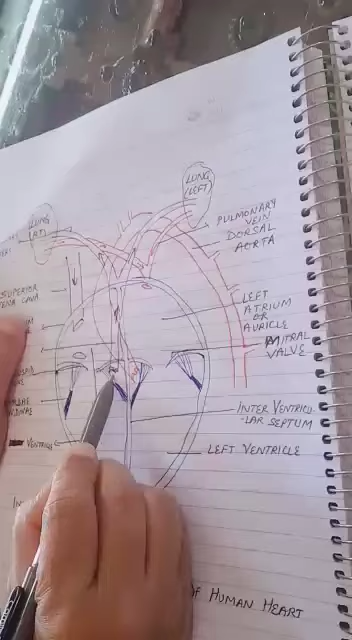 LUNG
(RT)
LUNG
(LEFT)
PULMONARY
VEIN
DORSAL
AORTA
SUPERIOR
LEFT
ATRIUM
OR
AURICLE
MITRAL
VALVE
INTER VENTRICU
-LAR SEPTUM
VENTRICLE
LEFT VENTRICLE
OF HUMAN HEART